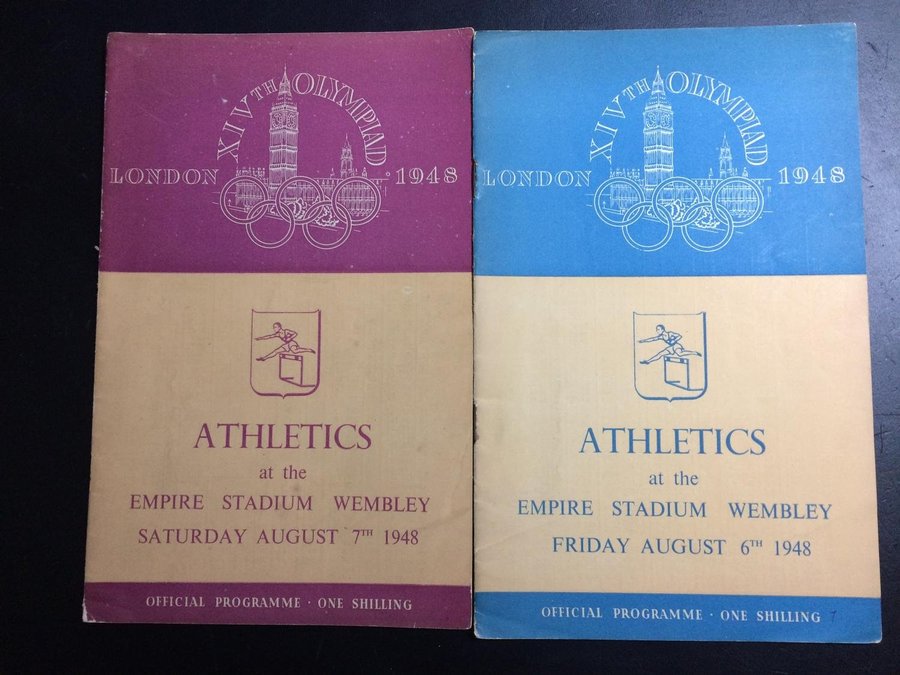 XIVTH OLYMPIAD
LONDON 1948
ATHLETICS
at the
EMPIRE STADIUM WEMBLEY
SATURDAY AUGUST 7TH 1948
OFFICIAL PROGRAMME · ONE SHILLING
XIVTH OLYMPIAD
LONDON 1948
ATHLETICS
at the
EMPIRE STADIUM WEMBLEY
FRIDAY AUGUST 6TH 1948
OFFICIAL PROGRAMME · ONE SHILLING 7